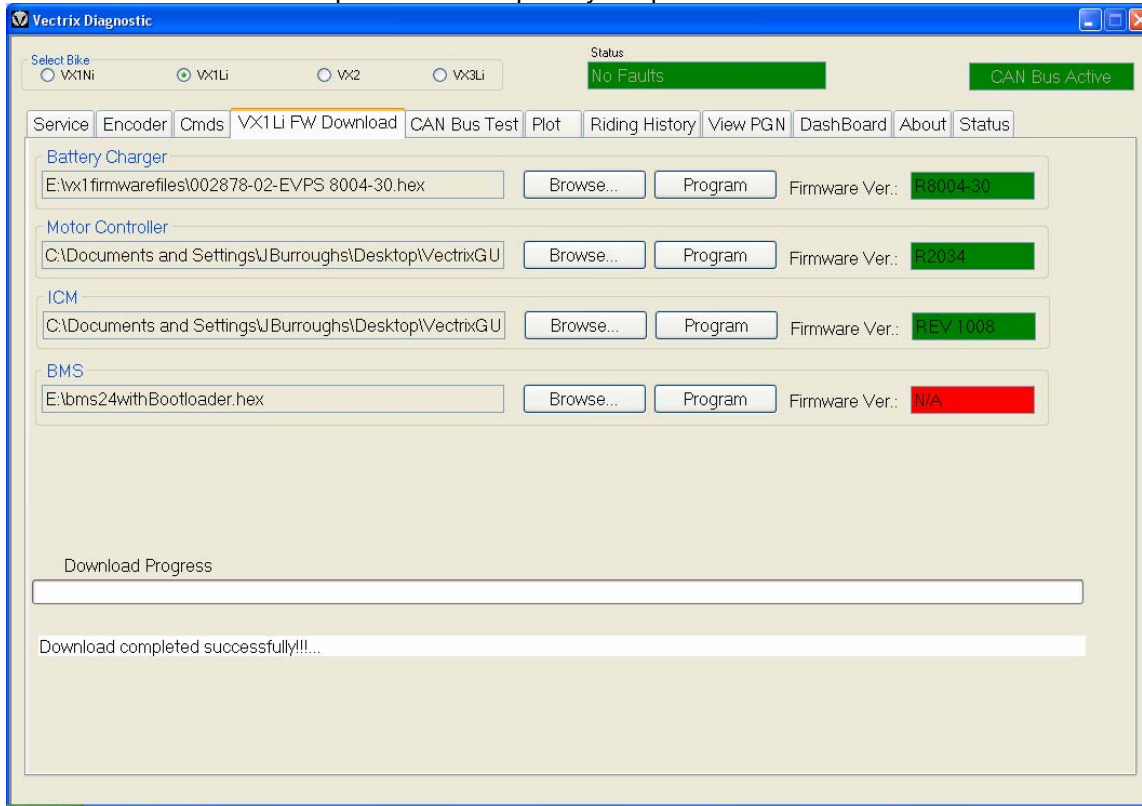 Vectrix Diagnostic
Select Bike
VX1Ni VX1Li VX2 VX3Li
Status
No Faults
CAN Bus Active
Service Encoder Cmds VX1Li FW Download CAN Bus Test Plot Riding History View PGN DashBoard About Status
Battery Charger
E:\vx1firmwarefiles\002878-02-EVPS 8004-30.hex Browse... Program Firmware Ver.: R8004-30
Motor Controller
C:\Documents and Settings\JBurroughs\Desktop\VectrixGU Browse... Program Firmware Ver.: R2034
ICM
C:\Documents and Settings\JBurroughs\Desktop\VectrixGU Browse... Program Firmware Ver.: REV 1008
BMS
E:\bms24withBootloader.hex Browse... Program Firmware Ver.: N/A
Download Progress
Download completed successfully!!!...